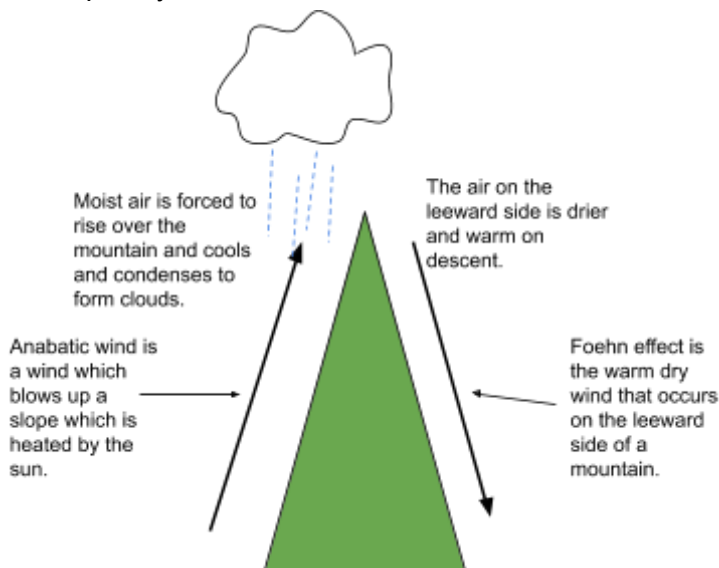 Moist air is forced to
rise over the
mountain and cools
and condenses to
form clouds.
The air on the
leeward side is drier
and warm on
descent.
Anabatic wind is
a wind which
blows up a
slope which is
heated by the
sun.
Foehn effect is
the warm dry
wind that occurs
on the leeward
side of a
mountain.